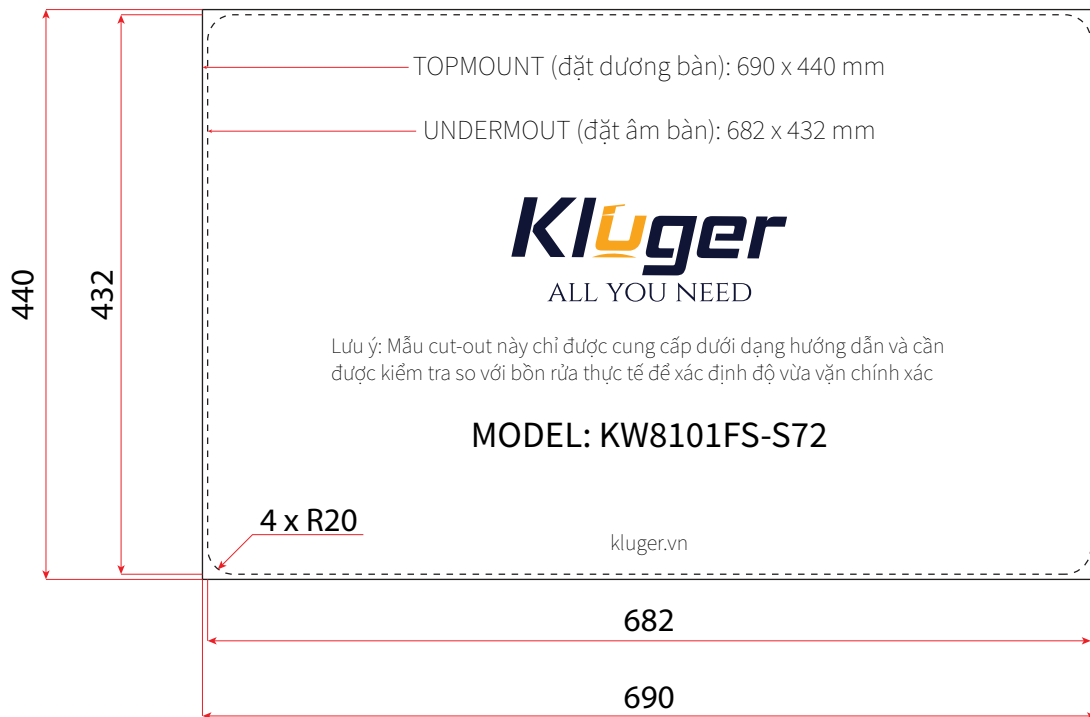 TOPMOUNT (đặt dương bàn): 690 x 440 mm
UNDERMOUT (đặt âm bàn): 682 x 432 mm
440
432
Kluger
ALL YOU NEED
Lưu ý: Mẫu cut-out này chỉ được cung cấp dưới dạng hướng dẫn và cần
được kiểm tra so với bồn rửa thực tế để xác định độ vừa vặn chính xác
MODEL: KW8101FS-S72
4 x R20
kluger.vn
682
690